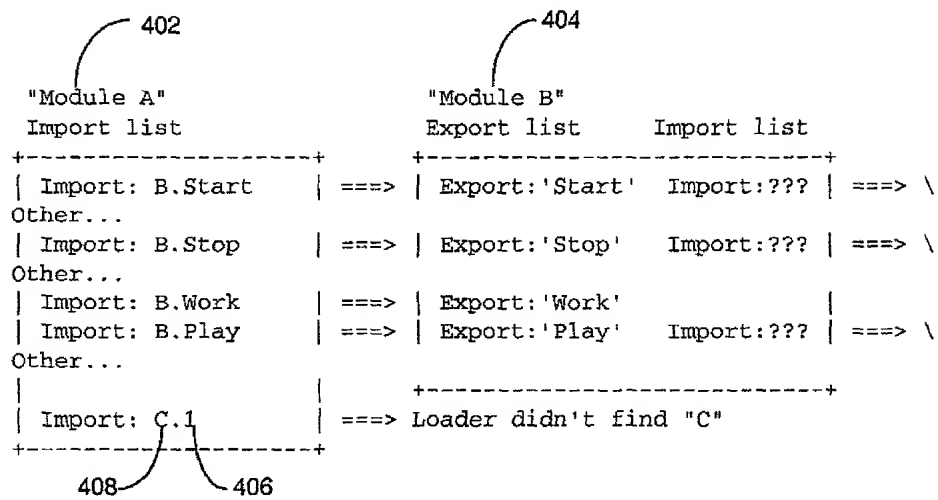 402 404
"Module A" "Module B"
Import list Export list Import list
+--------------------+ +---------------------------+
| Import: B.Start | ===> | Export:'Start' Import:??? | ===> \
Other...
| Import: B.Stop | ===> | Export:'Stop' Import:??? | ===> \
Other...
| Import: B.Work | ===> | Export:'Work' |
| Import: B.Play | ===> | Export:'Play' Import:??? | ===> \
Other...
| | +---------------------------+
| Import: C.1 | ===> Loader didn't find "C"
+--------------------+
408 406